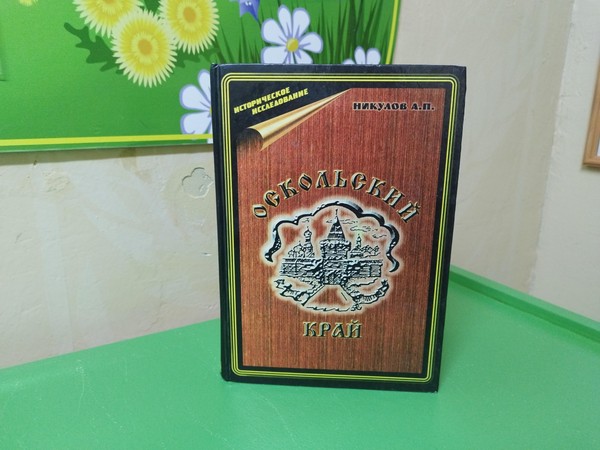 ИСТОРИЧЕСКОЕ
ИССЛЕДОВАНИЕ
НИКУЛОВ А.П.
ОСКОЛЬСКИЙ
КРАЙ